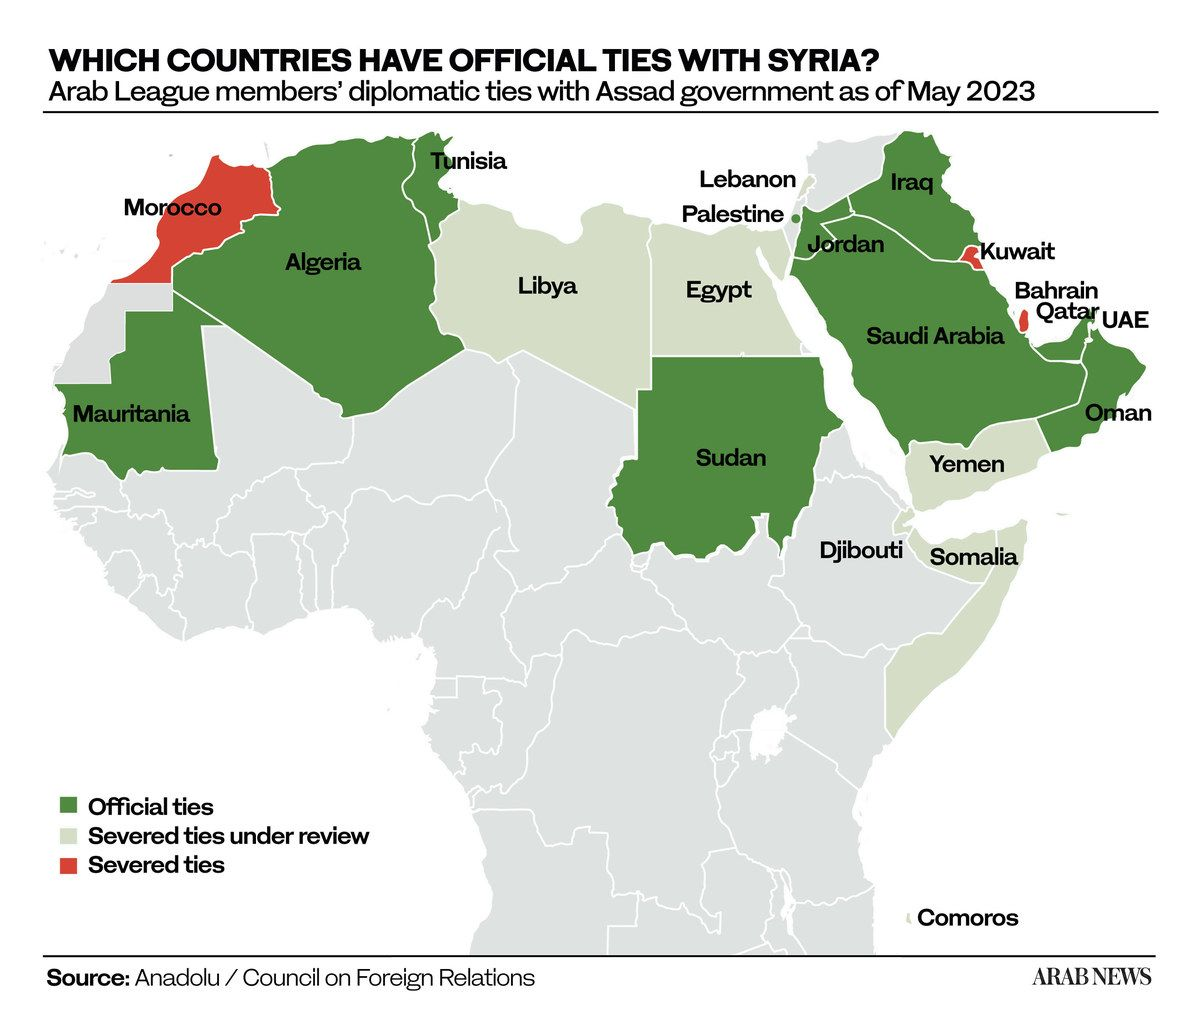 WHICH COUNTRIES HAVE OFFICIAL TIES WITH SYRIA?
Arab League members’ diplomatic ties with Assad government as of May 2023
Tunisia
Lebanon
Iraq
Morocco
Palestine
Jordan
Kuwait
Algeria
Libya
Egypt
Bahrain
Qatar
UAE
Saudi Arabia
Mauritania
Oman
Sudan
Yemen
Djibouti
Somalia
Official ties
Severed ties under review
Severed ties
Comoros
Source: Anadolu / Council on Foreign Relations
ARAB NEWS